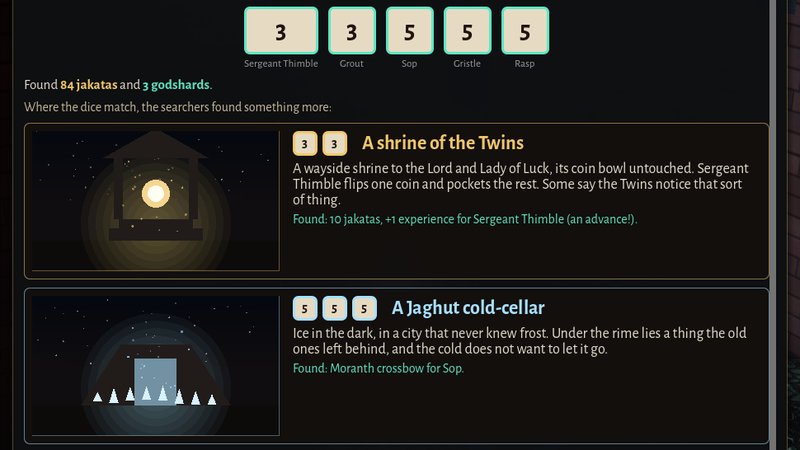 3 3 5 5 5
Sergeant Thimble Grout Sop Gristle Rasp
Found 84 jakatas and 3 godshards.
Where the dice match, the searchers found something more:
3 3 A shrine of the Twins
A wayside shrine to the Lord and Lady of Luck, its coin bowl untouched. Sergeant
Thimble flips one coin and pockets the rest. Some say the Twins notice that sort
of thing.
Found: 10 jakatas, +1 experience for Sergeant Thimble (an advance!).
5 5 5 A Jaghut cold-cellar
Ice in the dark, in a city that never knew frost. Under the rime lies a thing the old
ones left behind, and the cold does not want to let it go.
Found: Moranth crossbow for Sop.